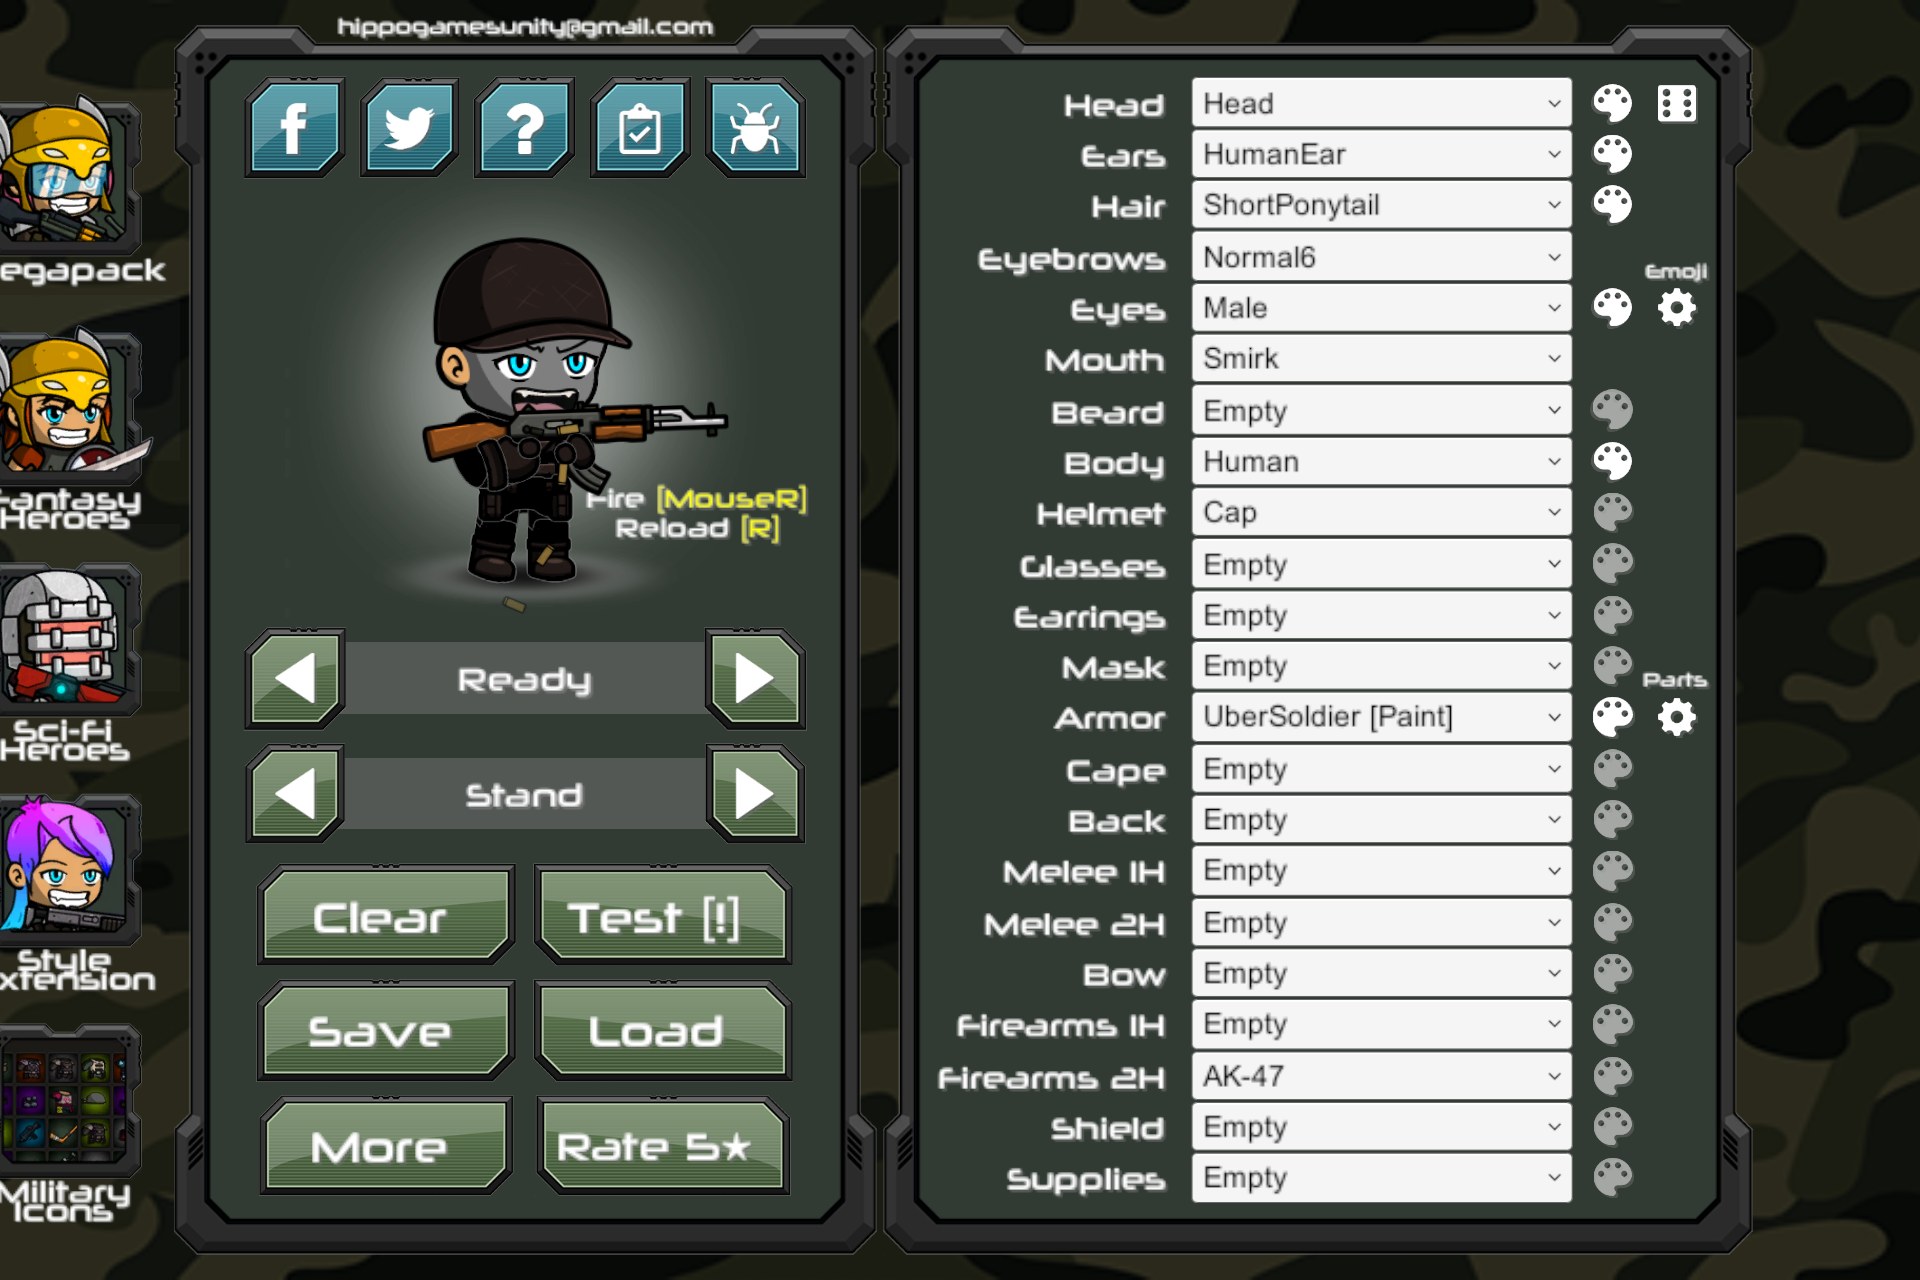 hippogamesunity@gmail.com
egapack
Fantasy
Heroes
Sci-Fi
Heroes
Style
xtension
Military
Icons
Fire [MouseR]
Reload [R]
Ready
Stand
Clear
Test [!]
Save
Load
More
Rate 5★
Head Head
Ears HumanEar
Hair ShortPonytail
Eyebrows Normal6
Emoji
Eyes Male
Mouth Smirk
Beard Empty
Body Human
Helmet Cap
Glasses Empty
Earrings Empty
Mask Empty
Parts
Armor UberSoldier [Paint]
Cape Empty
Back Empty
Melee 1H Empty
Melee 2H Empty
Bow Empty
Firearms 1H Empty
Firearms 2H AK-47
Shield Empty
Supplies Empty